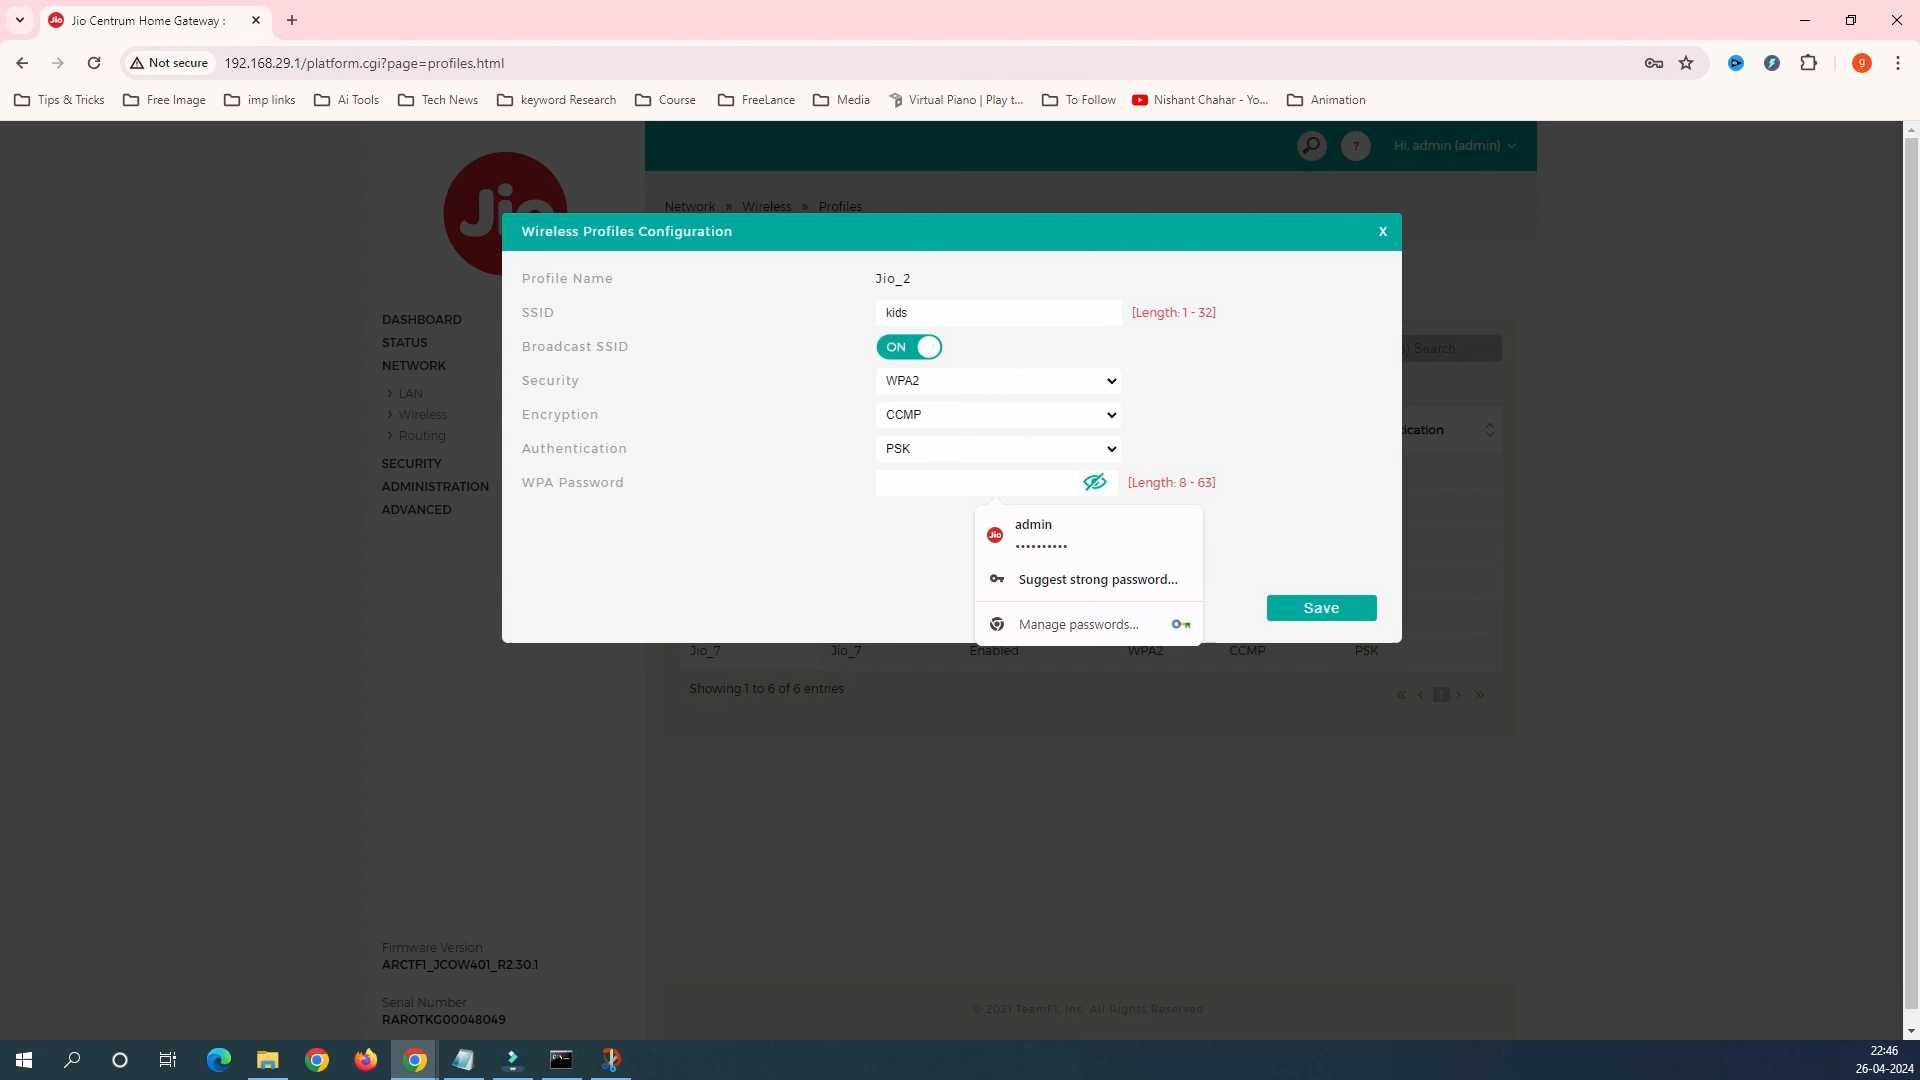 Jio Centrum Home Gateway :
Not secure
192.168.29.1/platform.cgi?page=profiles.html
g
Tips & Tricks
Free Image
imp links
Ai Tools
Tech News
keyword Research
Course
FreeLance
Media
Virtual Piano | Play t...
To Follow
Nishant Chahar - Yo...
Animation
Jio
?
Hi, admin (admin)
Network » Wireless » Profiles
Wireless Profiles Configuration
X
Profile Name
Jio_2
SSID
kids
[Length: 1 - 32]
Broadcast SSID
ON
Security
WPA2
Encryption
CCMP
Authentication
PSK
WPA Password
[Length: 8 - 63]
admin
••••••••••
Suggest strong password...
Manage passwords...
Save
DASHBOARD
STATUS
NETWORK
LAN
Wireless
Routing
SECURITY
ADMINISTRATION
ADVANCED
Search
Jio_7 Jio_7 Enabled WPA2 CCMP PSK
Showing 1 to 6 of 6 entries
« ‹ 1 › »
Firmware Version
ARCTF1_JCOW401_R2.30.1
Serial Number
RAROTKG00048049
© 2021 TeamF1, Inc. All Rights Reserved.
22:46
26-04-2024